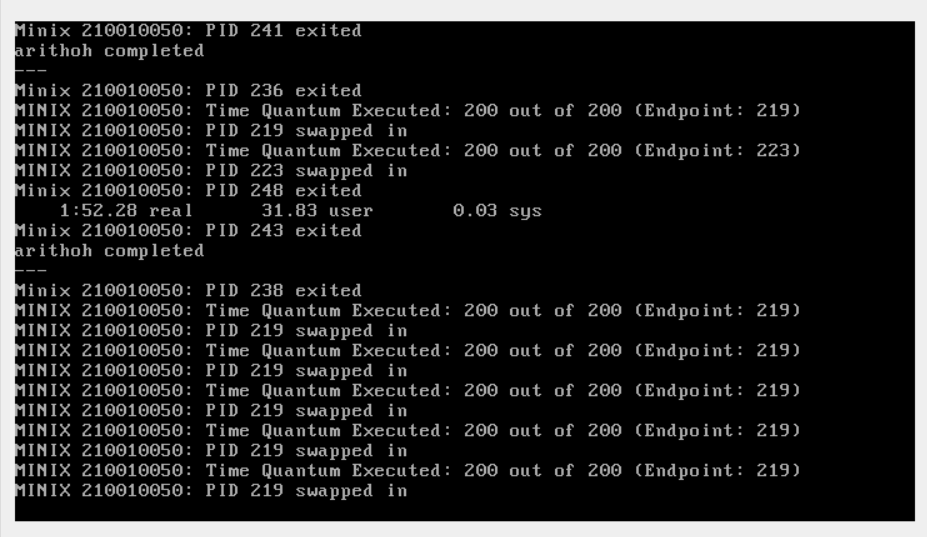 Minix 210010050: PID 241 exited
arithoh completed
---
Minix 210010050: PID 236 exited
MINIX 210010050: Time Quantum Executed: 200 out of 200 (Endpoint: 219)
MINIX 210010050: PID 219 swapped in
MINIX 210010050: Time Quantum Executed: 200 out of 200 (Endpoint: 223)
MINIX 210010050: PID 223 swapped in
Minix 210010050: PID 248 exited
1:52.28 real 31.83 user 0.03 sys
Minix 210010050: PID 243 exited
arithoh completed
---
Minix 210010050: PID 238 exited
MINIX 210010050: Time Quantum Executed: 200 out of 200 (Endpoint: 219)
MINIX 210010050: PID 219 swapped in
MINIX 210010050: Time Quantum Executed: 200 out of 200 (Endpoint: 219)
MINIX 210010050: PID 219 swapped in
MINIX 210010050: Time Quantum Executed: 200 out of 200 (Endpoint: 219)
MINIX 210010050: PID 219 swapped in
MINIX 210010050: Time Quantum Executed: 200 out of 200 (Endpoint: 219)
MINIX 210010050: PID 219 swapped in
MINIX 210010050: Time Quantum Executed: 200 out of 200 (Endpoint: 219)
MINIX 210010050: PID 219 swapped in